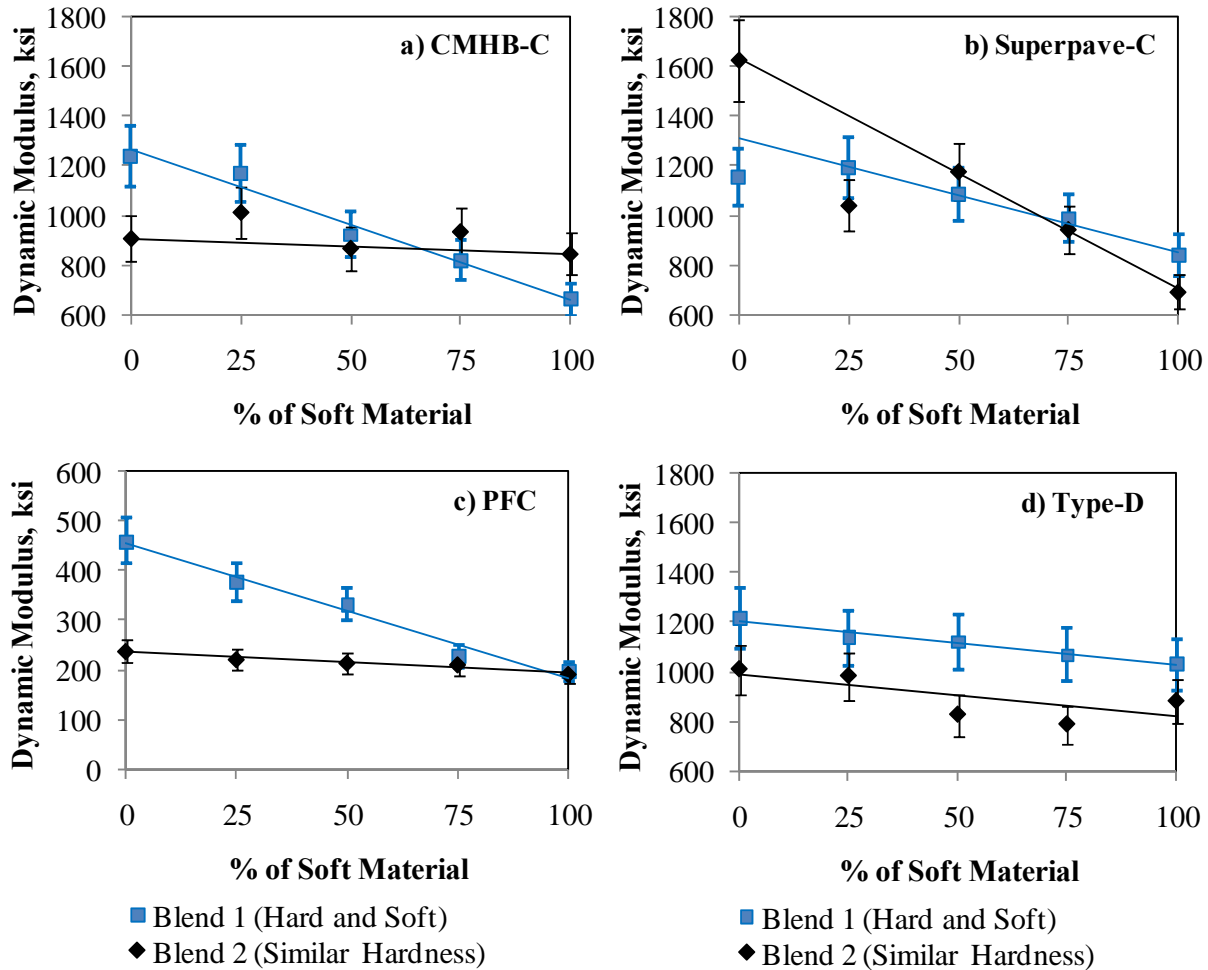 a) CMHB-C
Dynamic Modulus, ksi
1800
1600
1400
1200
1000
800
600
0 25 50 75 100
% of Soft Material
b) Superpave-C
Dynamic Modulus, ksi
1800
1600
1400
1200
1000
800
600
0 25 50 75 100
% of Soft Material
c) PFC
Dynamic Modulus, ksi
600
500
400
300
200
100
0
0 25 50 75 100
% of Soft Material
Blend 1 (Hard and Soft)
Blend 2 (Similar Hardness)
d) Type-D
Dynamic Modulus, ksi
1800
1600
1400
1200
1000
800
600
0 25 50 75 100
% of Soft Material
Blend 1 (Hard and Soft)
Blend 2 (Similar Hardness)